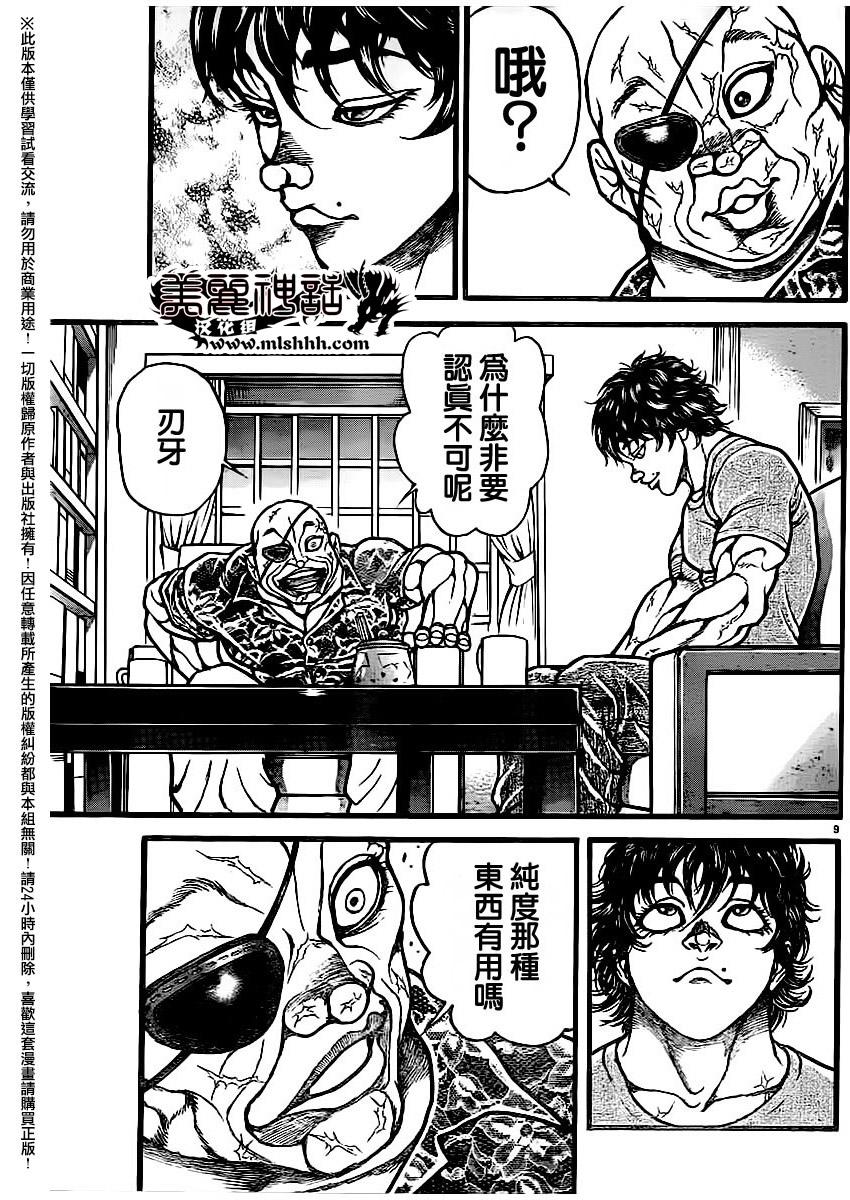 哦？
為什麼非要
認眞不可呢
刃牙
純度那種
東西有用嗎
9
美麗神話
汉化组
www.mlshhh.com
※此版本僅供學習試看交流，請勿用於商業用途！一切版權歸原作者與出版社擁有！因任意轉載所產生的版權糾紛都與本組無關！請24小時內刪除，喜歡這套漫畫請購買正版！